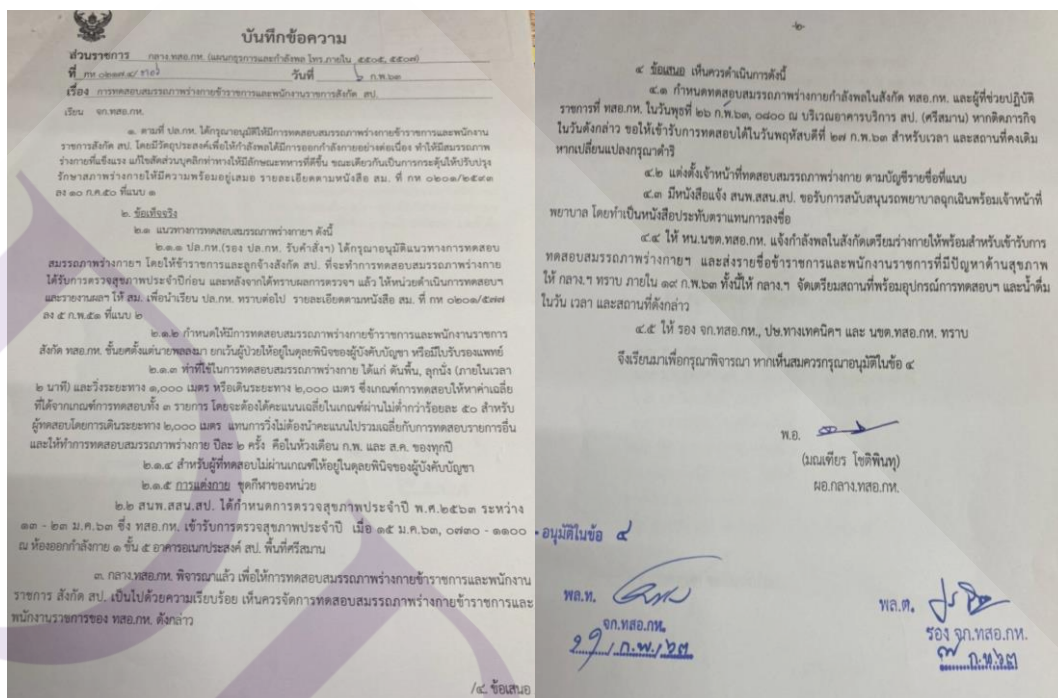 บันทึกข้อความ
ส่วนราชการ กลาง.ทสอ.กห. (แผนกธุรการและกำลังพล โทร.ภายใน ๕๕๐๕, ๕๕๐๗)
ที่ กห ๐๒๑๗.๔/ วันที่ ๖ ก.พ.๖๓
เรื่อง การทดสอบสมรรถภาพร่างกายข้าราชการและพนักงานราชการสังกัด สป.
เรียน จก.ทสอ.กห.
๑. ตามที่ ปล.กห. ได้กรุณาอนุมัติให้มีการทดสอบสมรรถภาพร่างกายข้าราชการและพนักงาน
ราชการสังกัด สป. โดยมีวัตถุประสงค์เพื่อให้กำลังพลได้มีการออกกำลังกายอย่างต่อเนื่อง ทำให้มีสมรรถภาพ
ร่างกายที่แข็งแรง แก้ไขสัดส่วนบุคลิกท่าทางให้มีลักษณะทหารที่ดีขึ้น ขณะเดียวกันเป็นการกระตุ้นให้ปรับปรุง
รักษาสภาพร่างกายให้มีความพร้อมอยู่เสมอ รายละเอียดตามหนังสือ สม. ที่ กห ๐๒๐๑/๒๕๙๓
ลง ๑๐ ก.ค.๕๐ ที่แนบ ๑
๒. ข้อเท็จจริง
๒.๑ แนวทางการทดสอบสมรรถภาพร่างกายฯ ดังนี้
๒.๑.๑ ปล.กห.(รอง ปล.กห. รับคำสั่งฯ) ได้กรุณาอนุมัติแนวทางการทดสอบ
สมรรถภาพร่างกายฯ โดยให้ข้าราชการและลูกจ้างสังกัด สป. ที่จะทำการทดสอบสมรรถภาพร่างกาย
ได้รับการตรวจสุขภาพประจำปีก่อน และหลังจากได้ทราบผลการตรวจฯ แล้ว ให้หน่วยดำเนินการทดสอบฯ
และรายงานผลฯ ให้ สม. เพื่อนำเรียน ปล.กห. ทราบต่อไป รายละเอียดตามหนังสือ สม. ที่ กห ๐๒๐๑/๕๗๗
ลง ๕ ก.พ.๕๑ ที่แนบ ๒
๒.๑.๒ กำหนดให้มีการทดสอบสมรรถภาพร่างกายข้าราชการและพนักงานราชการ
สังกัด ทสอ.กห. ชั้นยศตั้งแต่นายพลลงมา ยกเว้นผู้ป่วยให้อยู่ในดุลยพินิจของผู้บังคับบัญชา หรือมีใบรับรองแพทย์
๒.๑.๓ ท่าที่ใช้ในการทดสอบสมรรถภาพร่างกาย ได้แก่ ดันพื้น, ลุกนั่ง (ภายในเวลา
๒ นาที) และวิ่งระยะทาง ๑,๐๐๐ เมตร หรือเดินระยะทาง ๒,๐๐๐ เมตร ซึ่งเกณฑ์การทดสอบให้หาค่าเฉลี่ย
ที่ได้จากเกณฑ์การทดสอบทั้ง ๓ รายการ โดยจะต้องได้คะแนนเฉลี่ยในเกณฑ์ผ่านไม่ต่ำกว่าร้อยละ ๕๐ สำหรับ
ผู้ทดสอบโดยการเดินระยะทาง ๒,๐๐๐ เมตร แทนการวิ่งไม่ต้องนำคะแนนไปรวมเฉลี่ยกับการทดสอบรายการอื่น
และให้ทำการทดสอบสมรรถภาพร่างกาย ปีละ ๒ ครั้ง คือในห้วงเดือน ก.พ. และ ส.ค. ของทุกปี
๒.๑.๔ สำหรับผู้ที่ทดสอบไม่ผ่านเกณฑ์ให้อยู่ในดุลยพินิจของผู้บังคับบัญชา
๒.๑.๕ การแต่งกาย ชุดกีฬาของหน่วย
๒.๒ สนพ.สสน.สป. ได้กำหนดการตรวจสุขภาพประจำปี พ.ศ.๒๕๖๓ ระหว่าง
๑๓ - ๒๓ ม.ค.๖๓ ซึ่ง ทสอ.กห. เข้ารับการตรวจสุขภาพประจำปี เมื่อ ๑๕ ม.ค.๖๓, ๐๗๓๐ - ๑๑๐๐
ณ ห้องออกกำลังกาย ๑ ชั้น ๕ อาคารอเนกประสงค์ สป. พื้นที่ศรีสมาน
๓. กลาง.ทสอ.กห. พิจารณาแล้ว เพื่อให้การทดสอบสมรรถภาพร่างกายข้าราชการและพนักงาน
ราชการ สังกัด สป. เป็นไปด้วยความเรียบร้อย เห็นควรจัดการทดสอบสมรรถภาพร่างกายข้าราชการและ
พนักงานราชการของ ทสอ.กห. ดังกล่าว
/๔. ข้อเสนอ
-๒-
๔ ข้อเสนอ เห็นควรดำเนินการดังนี้
๔.๑ กำหนดทดสอบสมรรถภาพร่างกายกำลังพลในสังกัด ทสอ.กห. และผู้ที่ช่วยปฏิบัติ
ราชการที่ ทสอ.กห. ในวันพุธที่ ๒๖ ก.พ.๖๓, ๐๘๐๐ ณ บริเวณอาคารบริการ สป. (ศรีสมาน) หากติดภารกิจ
ในวันดังกล่าว ขอให้เข้ารับการทดสอบได้ในวันพฤหัสบดีที่ ๒๗ ก.พ.๖๓ สำหรับเวลา และสถานที่คงเดิม
หากเปลี่ยนแปลงกรุณาดำริ
๔.๒ แต่งตั้งเจ้าหน้าที่ทดสอบสมรรถภาพร่างกาย ตามบัญชีรายชื่อที่แนบ
๔.๓ มีหนังสือแจ้ง สนพ.สสน.สป. ขอรับการสนับสนุนรถพยาบาลฉุกเฉินพร้อมเจ้าหน้าที่
พยาบาล โดยทำเป็นหนังสือประทับตราแทนการลงชื่อ
๔.๔ ให้ หน.นขต.ทสอ.กห. แจ้งกำลังพลในสังกัดเตรียมร่างกายให้พร้อมสำหรับเข้ารับการ
ทดสอบสมรรถภาพร่างกายฯ และส่งรายชื่อข้าราชการและพนักงานราชการที่มีปัญหาด้านสุขภาพ
ให้ กลาง.ฯ ทราบ ภายใน ๑๙ ก.พ.๖๓ ทั้งนี้ให้ กลาง.ฯ จัดเตรียมสถานที่พร้อมอุปกรณ์การทดสอบฯ และน้ำดื่ม
ในวัน เวลา และสถานที่ดังกล่าว
๔.๕ ให้ รอง จก.ทสอ.กห., ปษ.ทางเทคนิคฯ และ นขต.ทสอ.กห. ทราบ
จึงเรียนมาเพื่อกรุณาพิจารณา หากเห็นสมควรกรุณาอนุมัติในข้อ ๔
พ.อ.
(มณเฑียร โชติพินทุ)
ผอ.กลาง.ทสอ.กห.
- อนุมัติในข้อ ๔
พล.ท.
จก.ทสอ.กห.
ก.พ. ๖๓
พล.ต.
รอง จก.ทสอ.กห.
๗ ก.พ. ๖๓